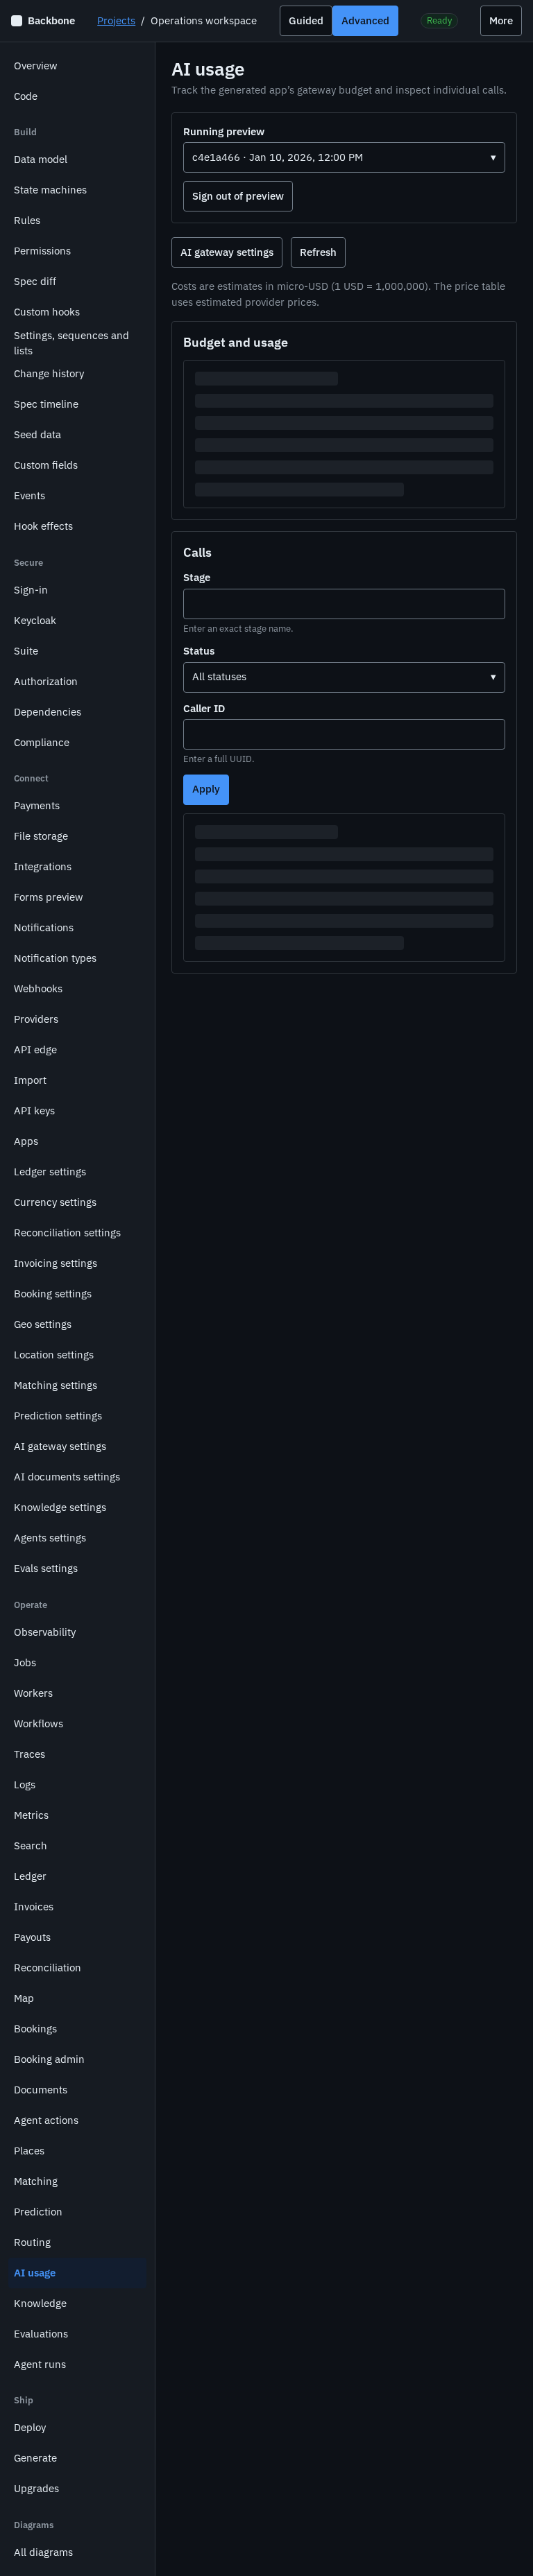 Backbone
Projects / Operations workspace
Guided
Advanced
Ready
More
Overview
Code
Build
Data model
State machines
Rules
Permissions
Spec diff
Custom hooks
Settings, sequences and
lists
Change history
Spec timeline
Seed data
Custom fields
Events
Hook effects
Secure
Sign-in
Keycloak
Suite
Authorization
Dependencies
Compliance
Connect
Payments
File storage
Integrations
Forms preview
Notifications
Notification types
Webhooks
Providers
API edge
Import
API keys
Apps
Ledger settings
Currency settings
Reconciliation settings
Invoicing settings
Booking settings
Geo settings
Location settings
Matching settings
Prediction settings
AI gateway settings
AI documents settings
Knowledge settings
Agents settings
Evals settings
Operate
Observability
Jobs
Workers
Workflows
Traces
Logs
Metrics
Search
Ledger
Invoices
Payouts
Reconciliation
Map
Bookings
Booking admin
Documents
Agent actions
Places
Matching
Prediction
Routing
AI usage
Knowledge
Evaluations
Agent runs
Ship
Deploy
Generate
Upgrades
Diagrams
All diagrams
AI usage
Track the generated app’s gateway budget and inspect individual calls.
Running preview
c4e1a466 · Jan 10, 2026, 12:00 PM
Sign out of preview
AI gateway settings
Refresh
Costs are estimates in micro-USD (1 USD = 1,000,000). The price table
uses estimated provider prices.
Budget and usage
Calls
Stage
Enter an exact stage name.
Status
All statuses
Caller ID
Enter a full UUID.
Apply